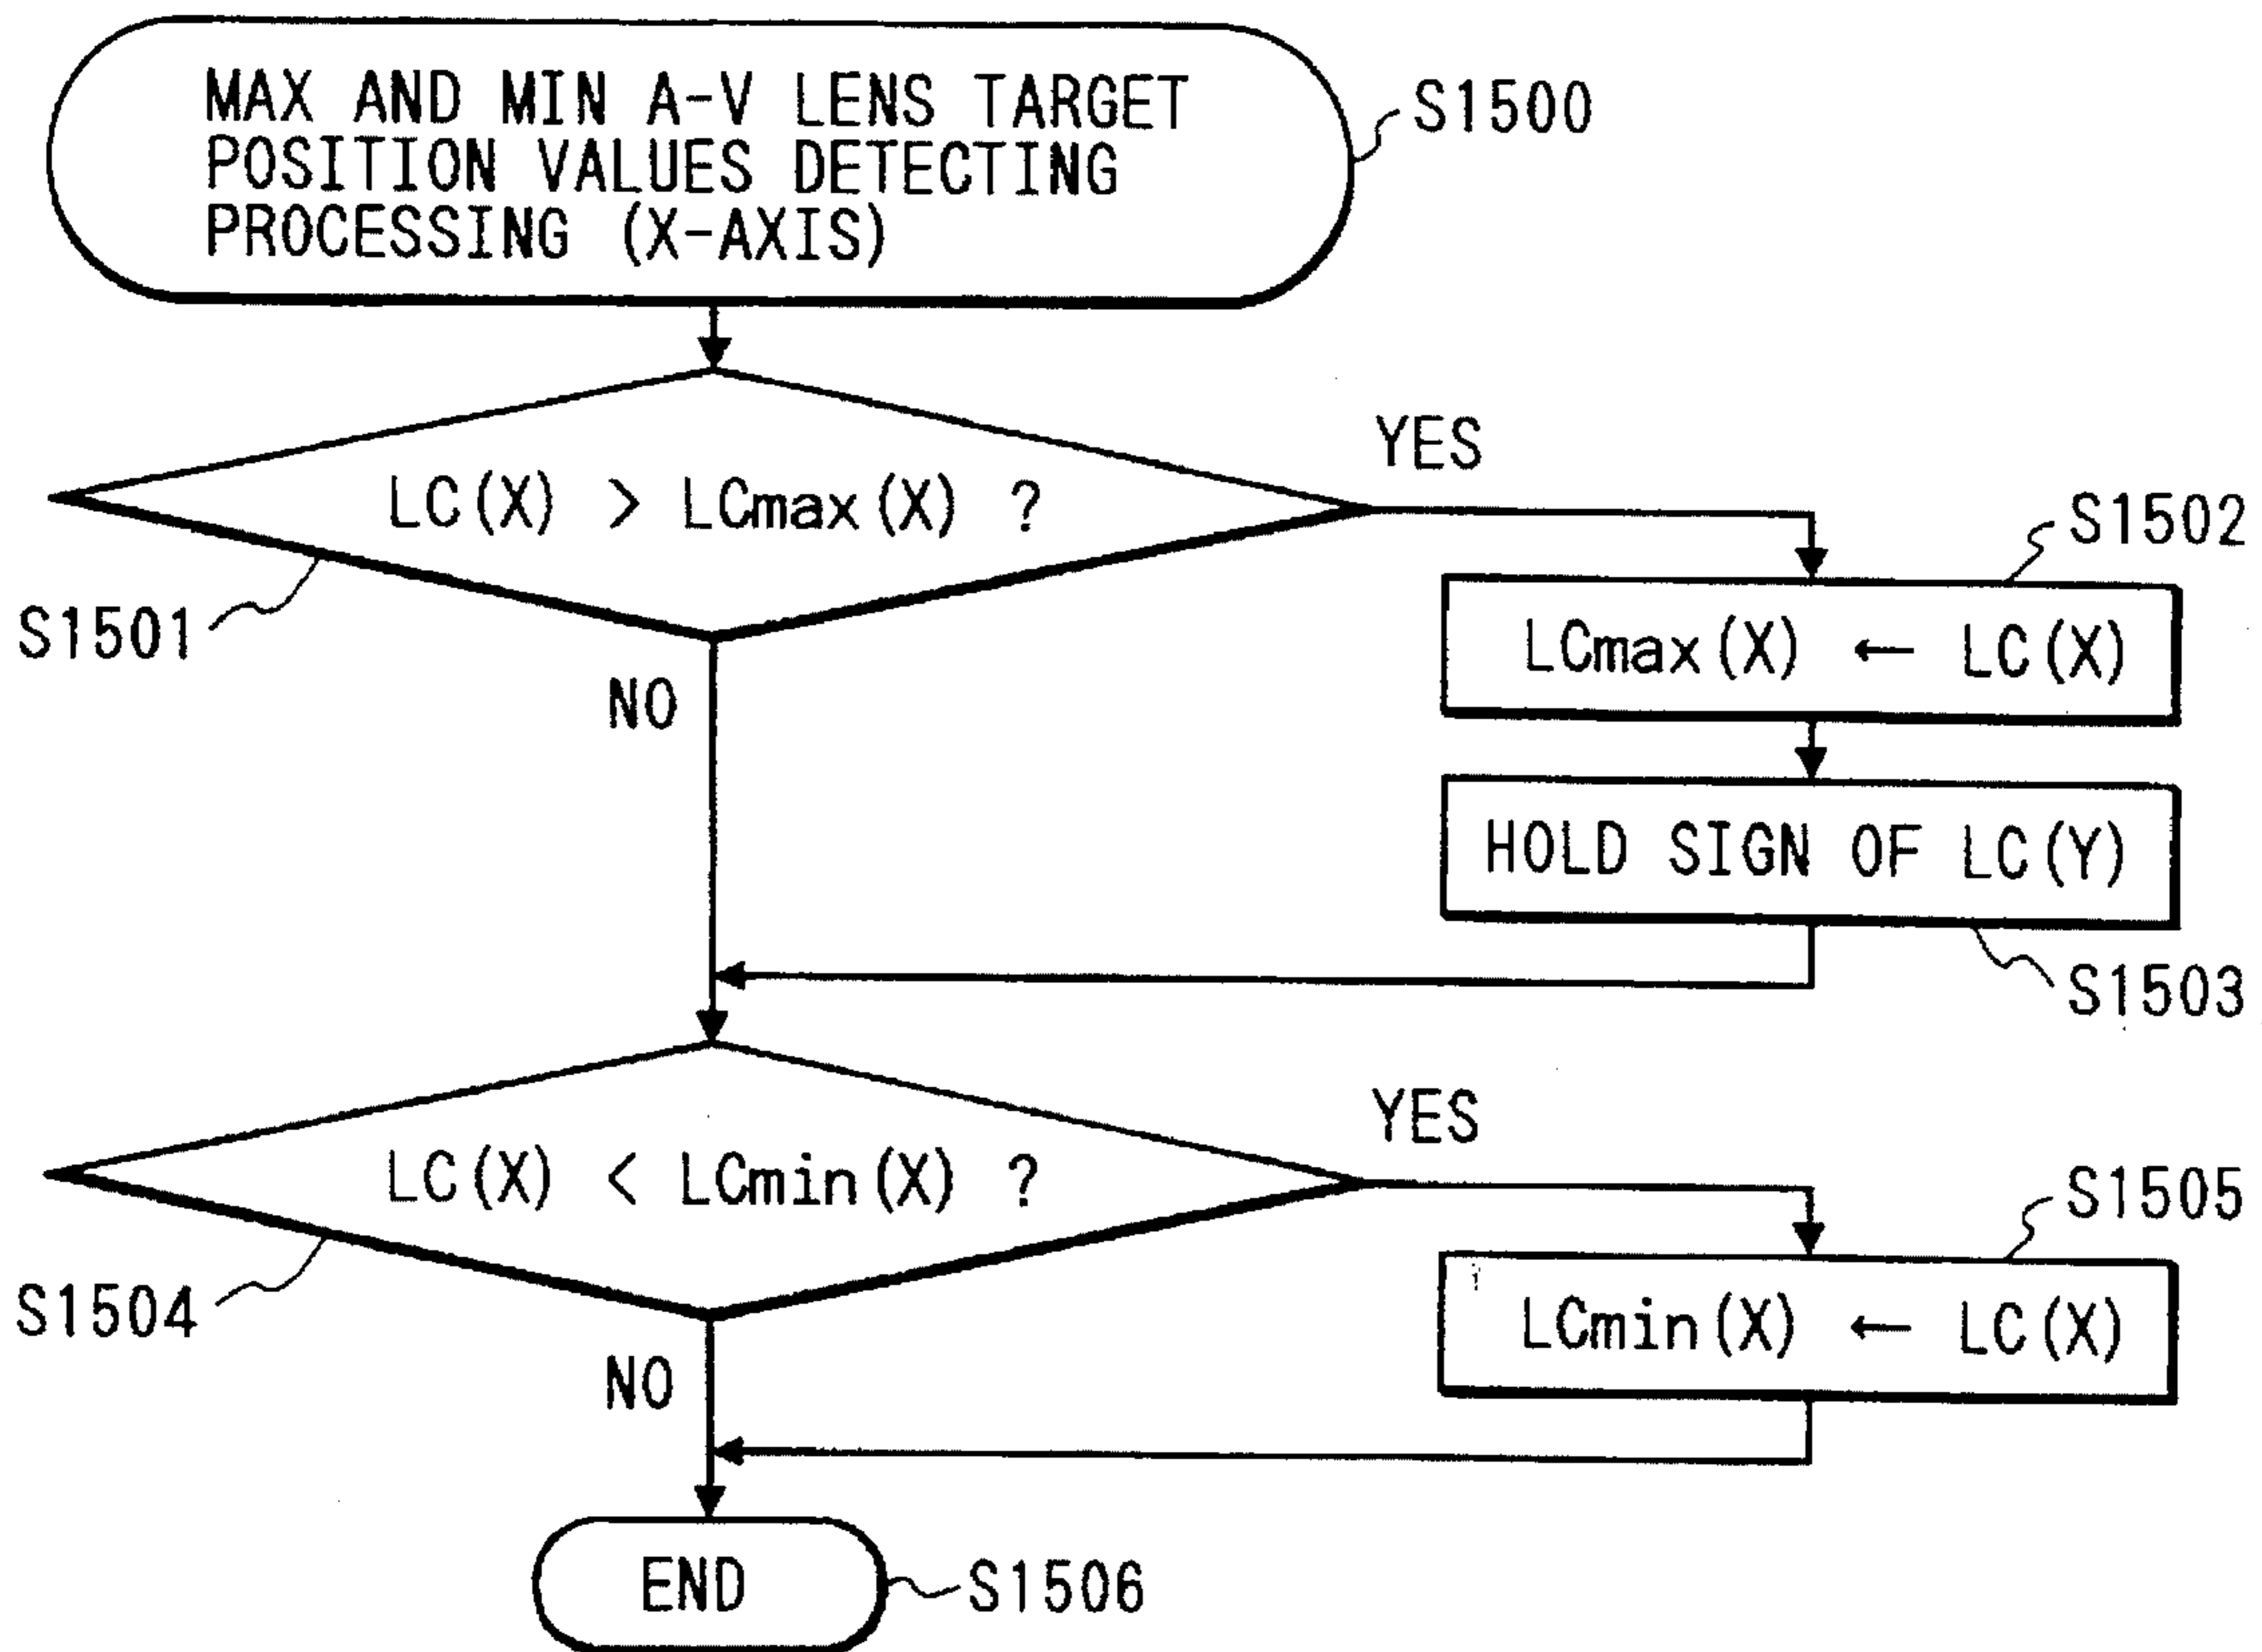 MAX AND MIN A-V LENS TARGET
POSITION VALUES DETECTING
PROCESSING (X-AXIS)
S1500
LC(X) > LCmax(X) ?
YES
S1501
NO
S1502
LCmax(X) ← LC(X)
HOLD SIGN OF LC(Y)
S1503
LC(X) < LCmin(X) ?
YES
S1504
NO
S1505
LCmin(X) ← LC(X)
END
S1506